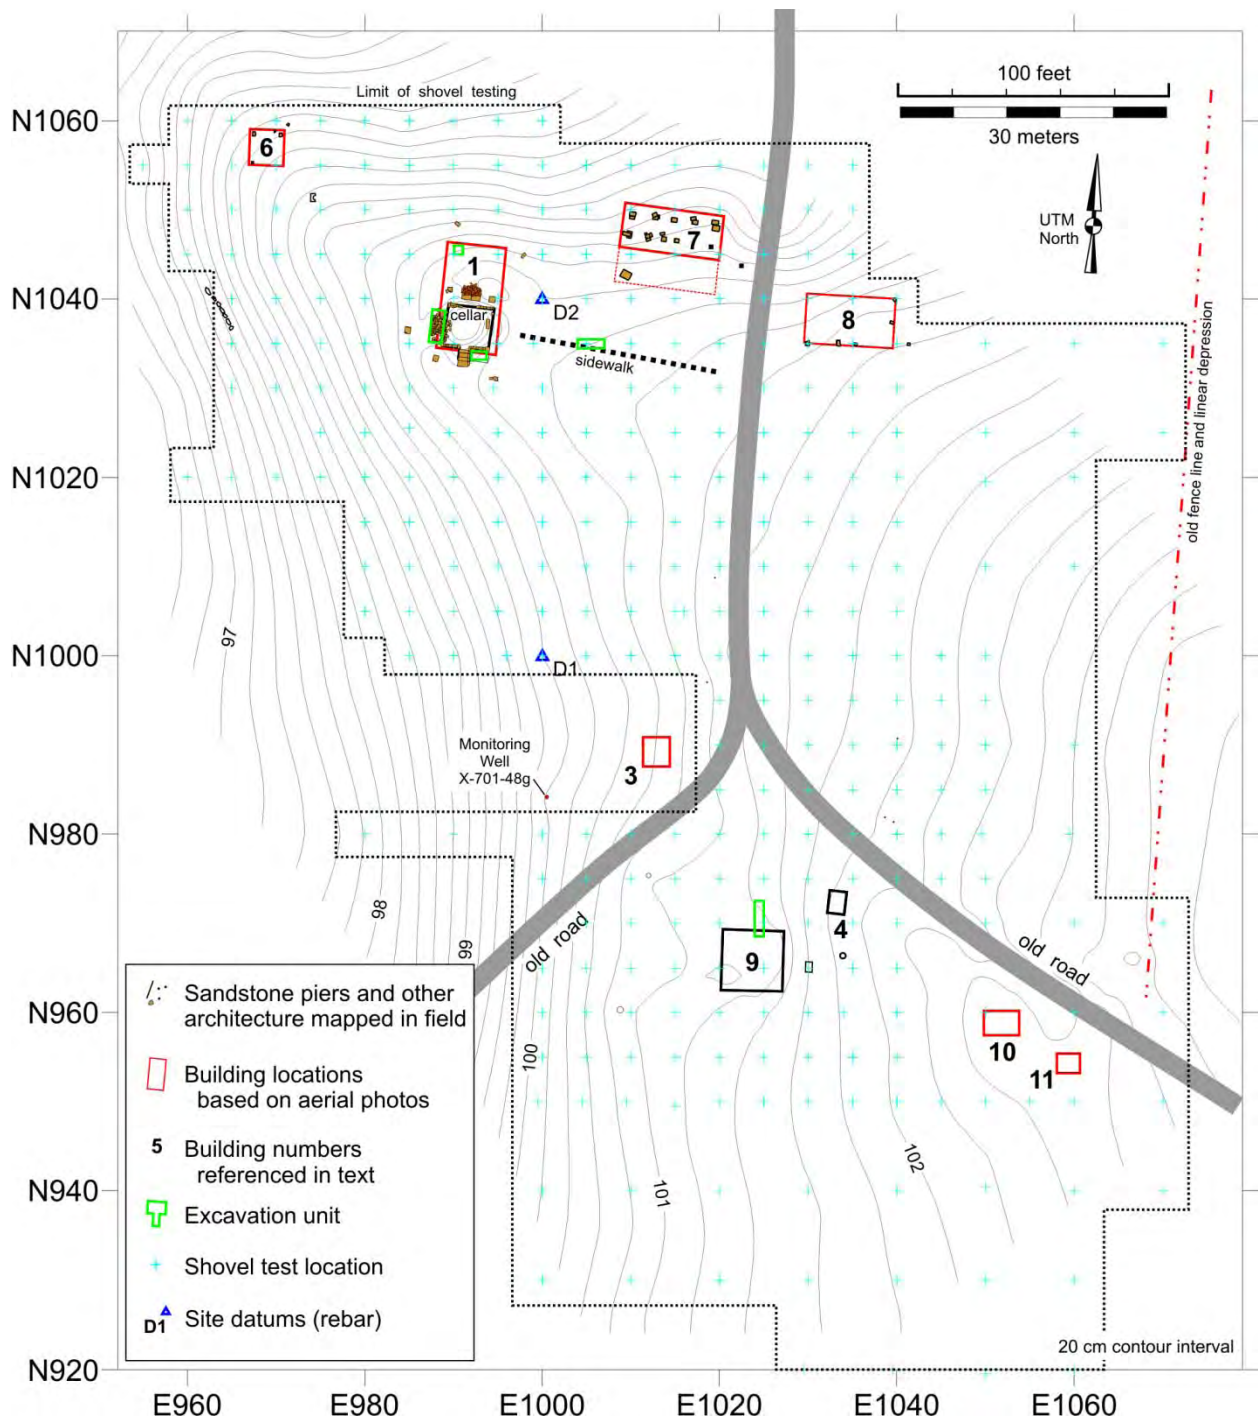 Limit of shovel testing
100 feet
30 meters
UTM
North
N1060
N1040
N1020
N1000
N980
N960
N940
N920
6
7
1
cellar
D2
8
sidewalk
old fence line and linear depression
97
D1
Monitoring
Well
X-701-48g
3
98
99
old road
4
9
old road
10
11
100
101
102
Sandstone piers and other
architecture mapped in field
Building locations
based on aerial photos
5
Building numbers
referenced in text
Excavation unit
Shovel test location
D1
Site datums (rebar)
20 cm contour interval
E960
E980
E1000
E1020
E1040
E1060